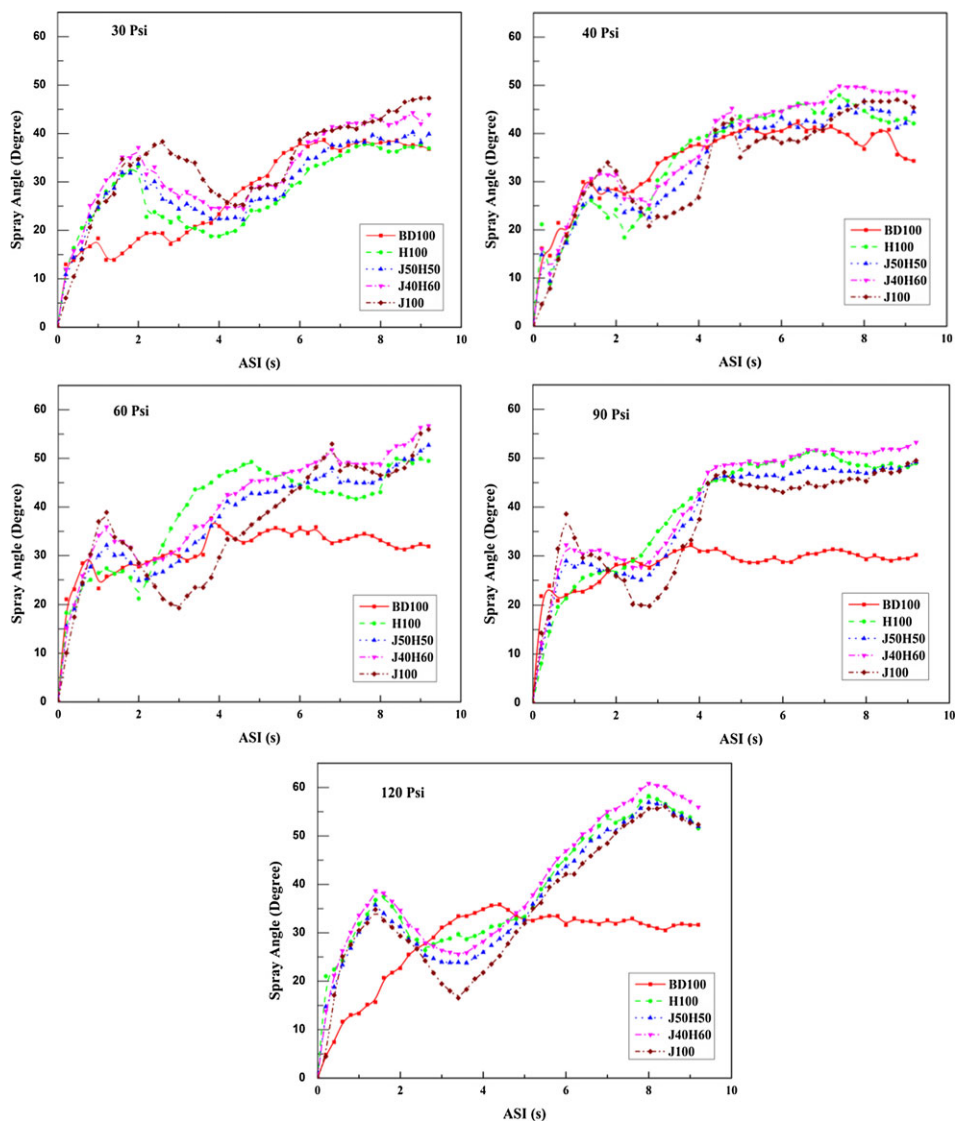 30 Psi
Spray Angle (Degree)
60
50
40
30
20
10
0
0 2 4 6 8 10
ASI (s)
BD100
H100
J50H50
J40H60
J100
40 Psi
Spray Angle (Degree)
60
50
40
30
20
10
0
0 2 4 6 8 10
ASI (s)
BD100
H100
J50H50
J40H60
J100
60 Psi
Spray Angle (Degree)
60
50
40
30
20
10
0
0 2 4 6 8 10
ASI (s)
BD100
H100
J50H50
J40H60
J100
90 Psi
Spray Angle (Degree)
60
50
40
30
20
10
0
0 2 4 6 8 10
ASI (s)
BD100
H100
J50H50
J40H60
J100
120 Psi
Spray Angle (Degree)
60
50
40
30
20
10
0
0 2 4 6 8 10
ASI (s)
BD100
H100
J50H50
J40H60
J100